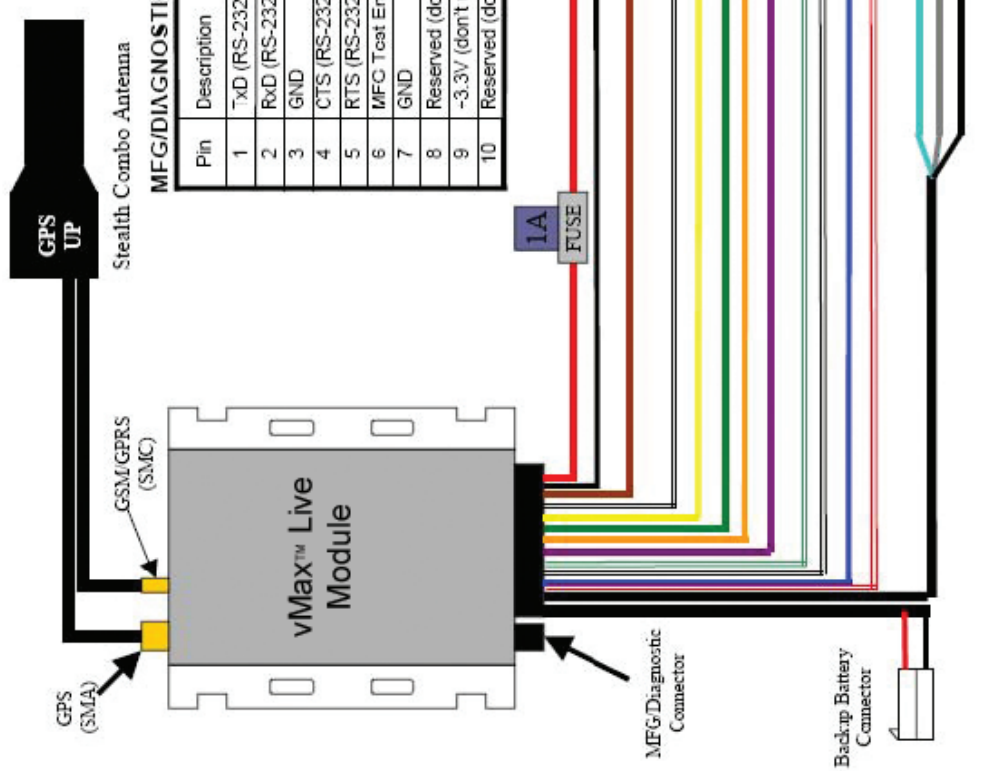 GPS
UP
Stealth Combo Antenna
MFG/DIAGNOSTI
Pin Description
1 TxD (RS-232
2 RxD (RS-232
3 GND
4 CTS (RS-232
5 RTS (RS-232
6 MFC Tcst En
7 GND
8 Reserved (do
9 ~3.3V (don't
10 Reserved (do
1A
FUSE
GSM/GPRS
(SMC)
vMax™ Live
Module
GPS
(SMA)
MFG/Diagnostic
Connector
Backup Battery
Connector